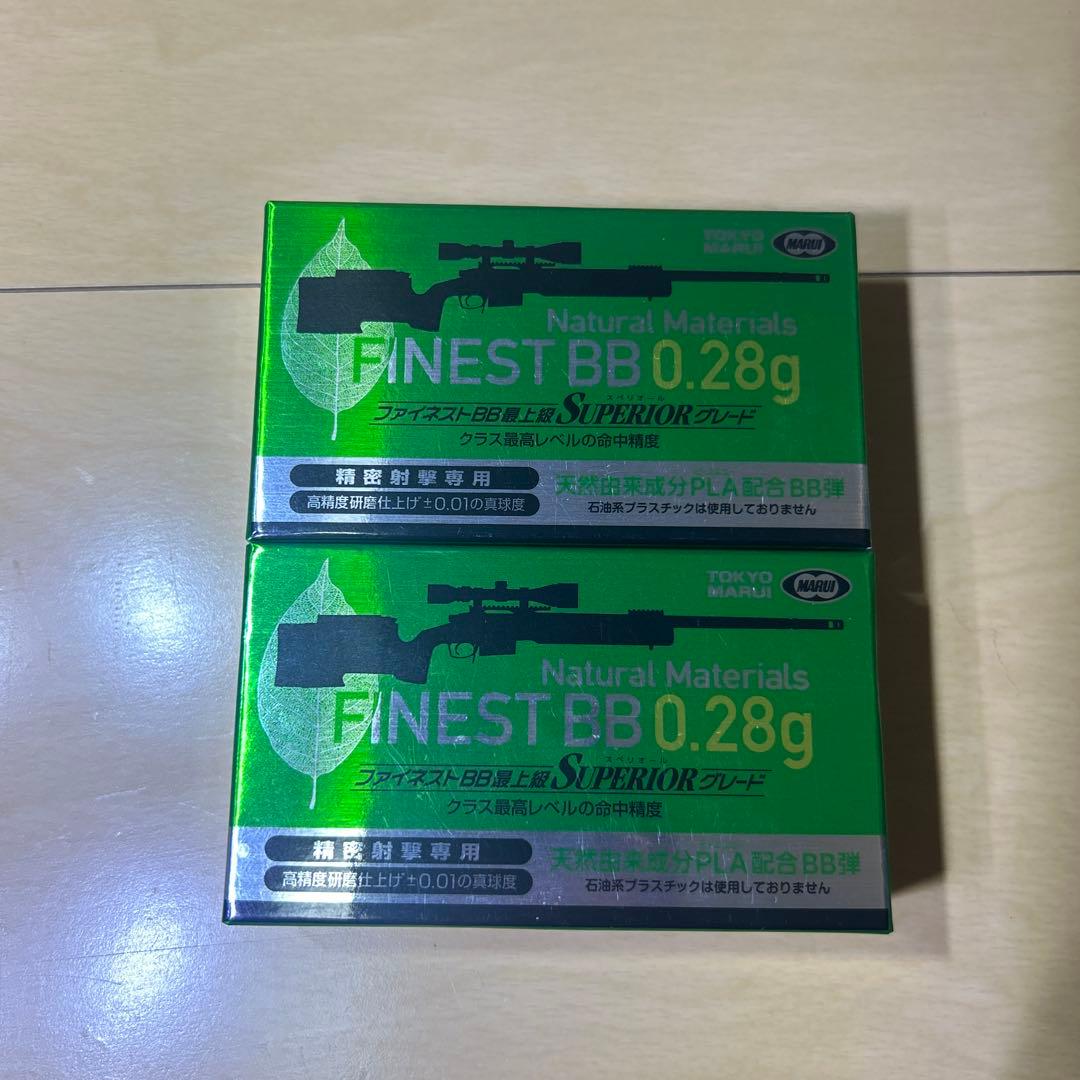 TOKYO
MARUI
MARUI
Natural Materials
FINEST BB 0.28g
スペリオール
ファイネストBB最上級SUPERIORグレード
クラス最高レベルの命中精度
精密射撃専用
高精度研磨仕上げ±0.01の真球度
天然由来成分PLA配合BB弾
石油系プラスチックは使用しておりません
TOKYO
MARUI
MARUI
Natural Materials
FINEST BB 0.28g
スペリオール
ファイネストBB最上級SUPERIORグレード
クラス最高レベルの命中精度
精密射撃専用
高精度研磨仕上げ±0.01の真球度
天然由来成分PLA配合BB弾
石油系プラスチックは使用しておりません